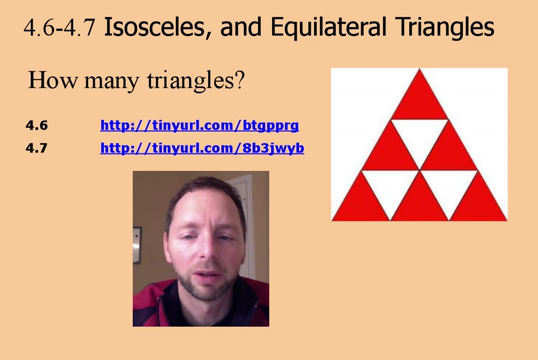 4.6-4.7 Isosceles, and Equilateral Triangles
How many triangles?
4.6 http://tinyurl.com/btgpprg
4.7 http://tinyurl.com/8b3jwyb